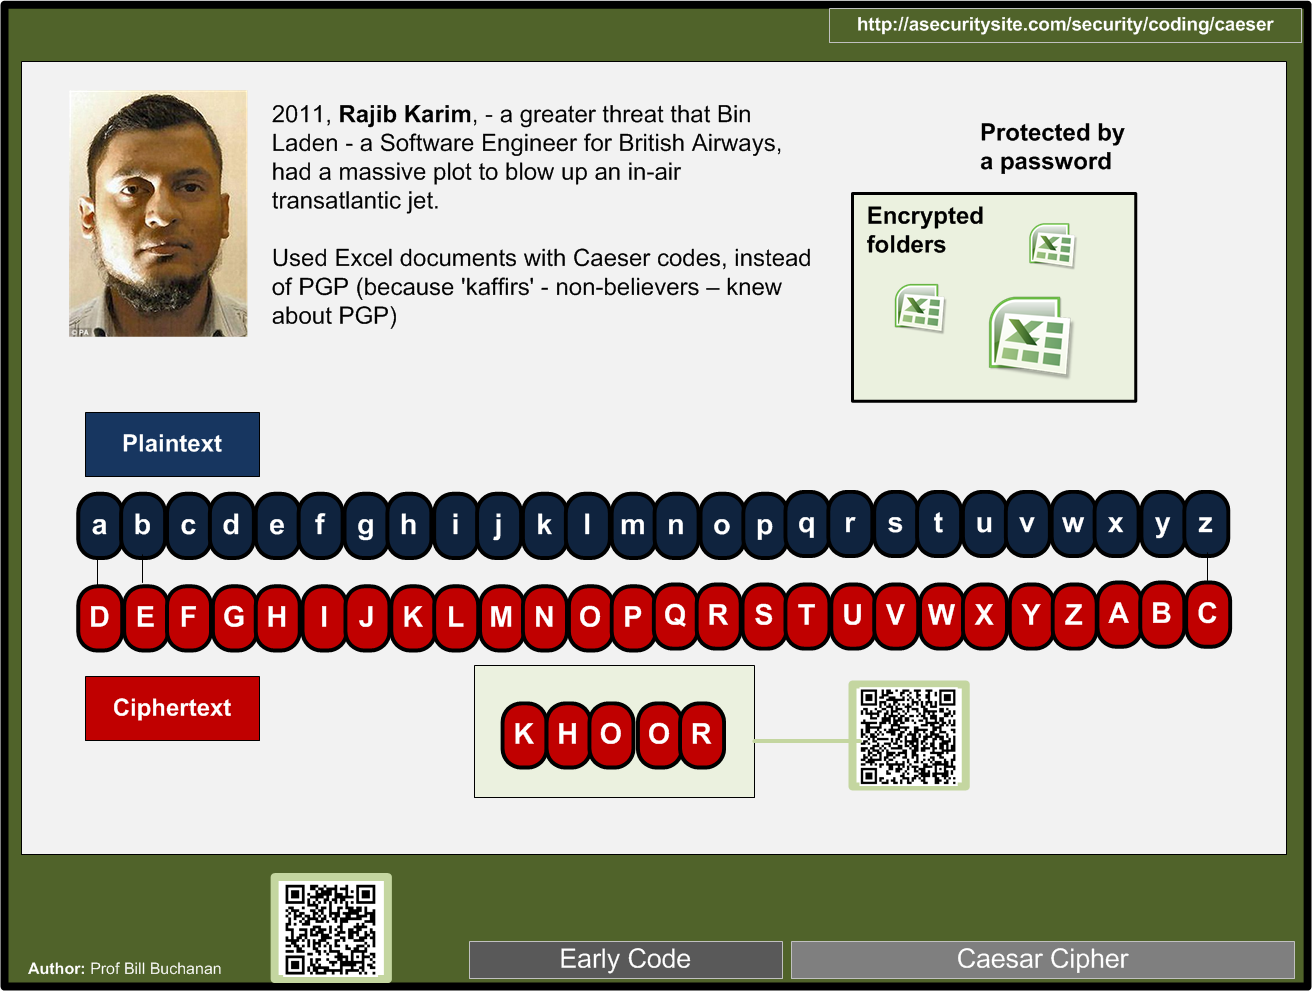 http://asecuritysite.com/security/coding/caeser
2011, Rajib Karim, - a greater threat that Bin
Laden - a Software Engineer for British Airways,
had a massive plot to blow up an in-air
transatlantic jet.
Used Excel documents with Caeser codes, instead
of PGP (because 'kaffirs' - non-believers – knew
about PGP)
© PA
Protected by
a password
Encrypted
folders
Plaintext
a b c d e f g h i j k l m n o p q r s t u v w x y z
D E F G H I J K L M N O P Q R S T U V W X Y Z A B C
Ciphertext
K H O O R
Author: Prof Bill Buchanan
Early Code
Caesar Cipher